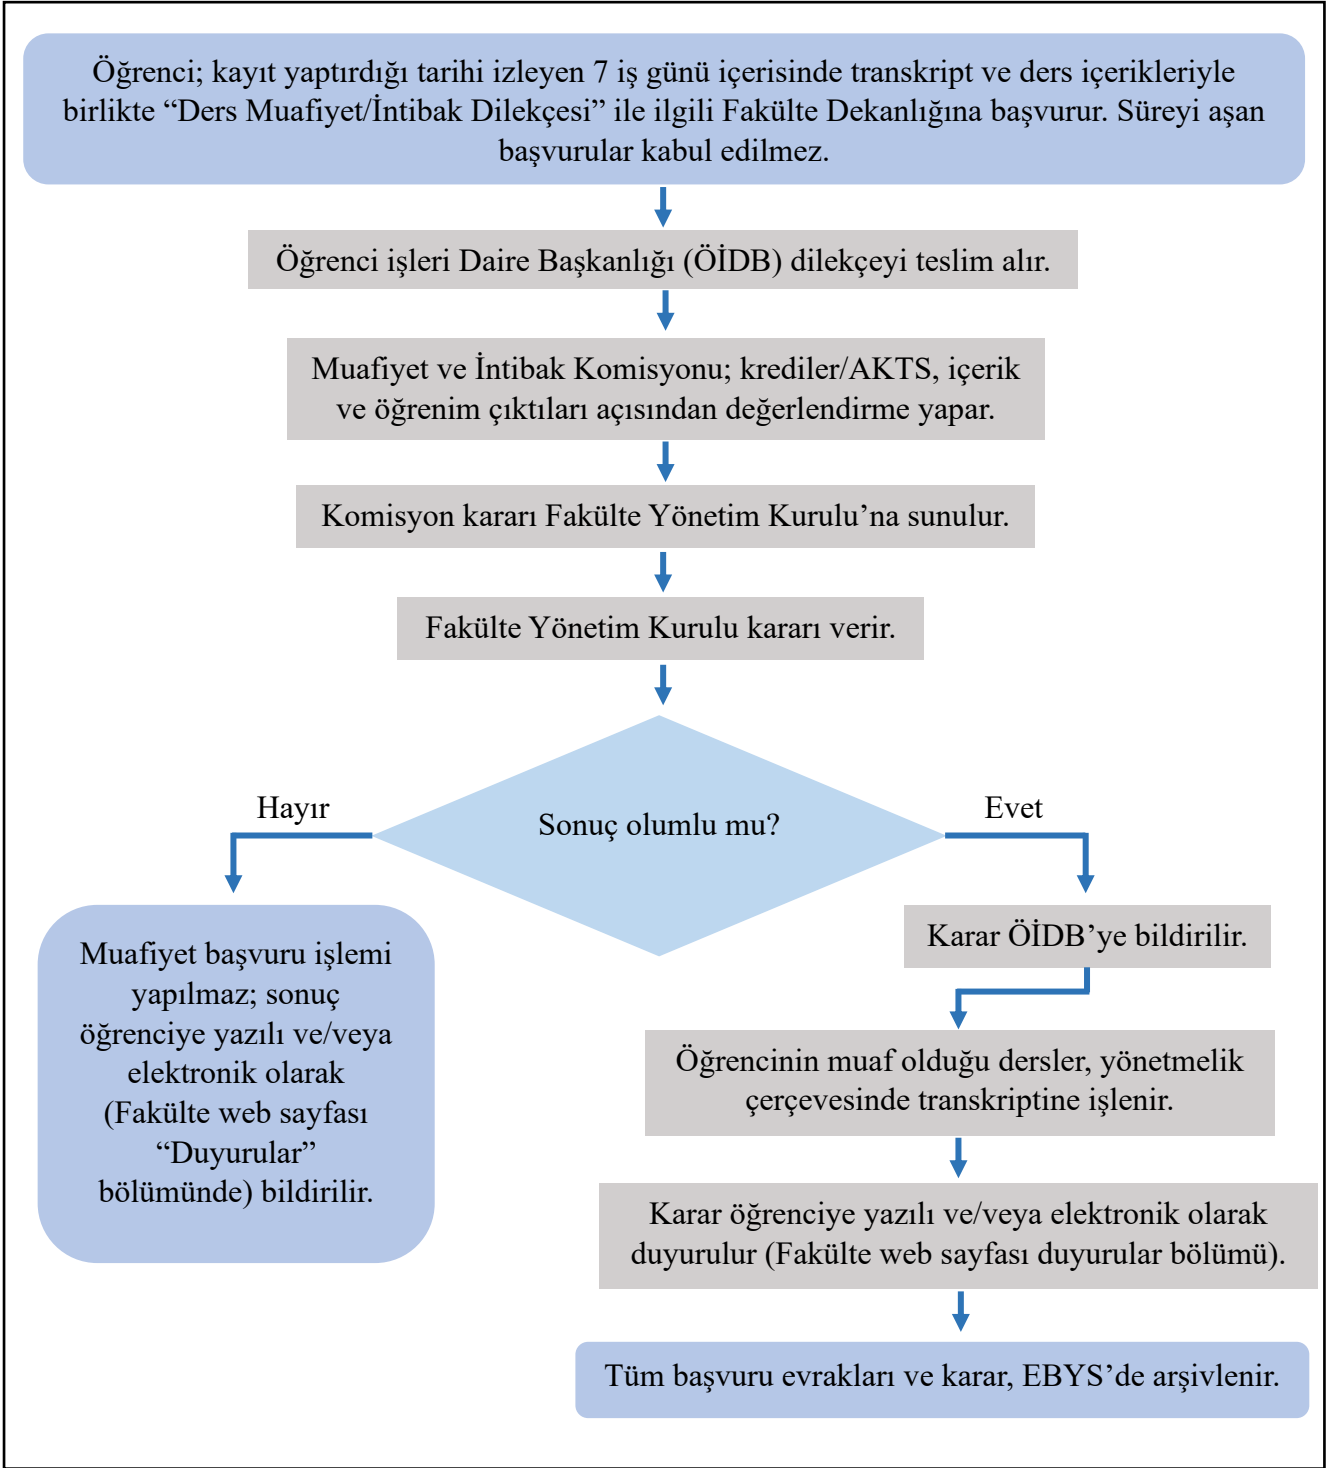 Öğrenci; kayıt yaptırdığı tarihi izleyen 7 iş günü içerisinde transkript ve ders içerikleriyle
birlikte “Ders Muafiyet/İntibak Dilekçesi” ile ilgili Fakülte Dekanlığına başvurur. Süreyi aşan
başvurular kabul edilmez.
Öğrenci işleri Daire Başkanlığı (ÖİDB) dilekçeyi teslim alır.
Muafiyet ve İntibak Komisyonu; krediler/AKTS, içerik
ve öğrenim çıktıları açısından değerlendirme yapar.
Komisyon kararı Fakülte Yönetim Kurulu’na sunulur.
Fakülte Yönetim Kurulu kararı verir.
Sonuç olumlu mu?
Hayır
Muafiyet başvuru işlemi
yapılmaz; sonuç
öğrenciye yazılı ve/veya
elektronik olarak
(Fakülte web sayfası
“Duyurular”
bölümünde) bildirilir.
Evet
Karar ÖİDB’ye bildirilir.
Öğrencinin muaf olduğu dersler, yönetmelik
çerçevesinde transkriptine işlenir.
Karar öğrenciye yazılı ve/veya elektronik olarak
duyurulur (Fakülte web sayfası duyurular bölümü).
Tüm başvuru evrakları ve karar, EBYS’de arşivlenir.